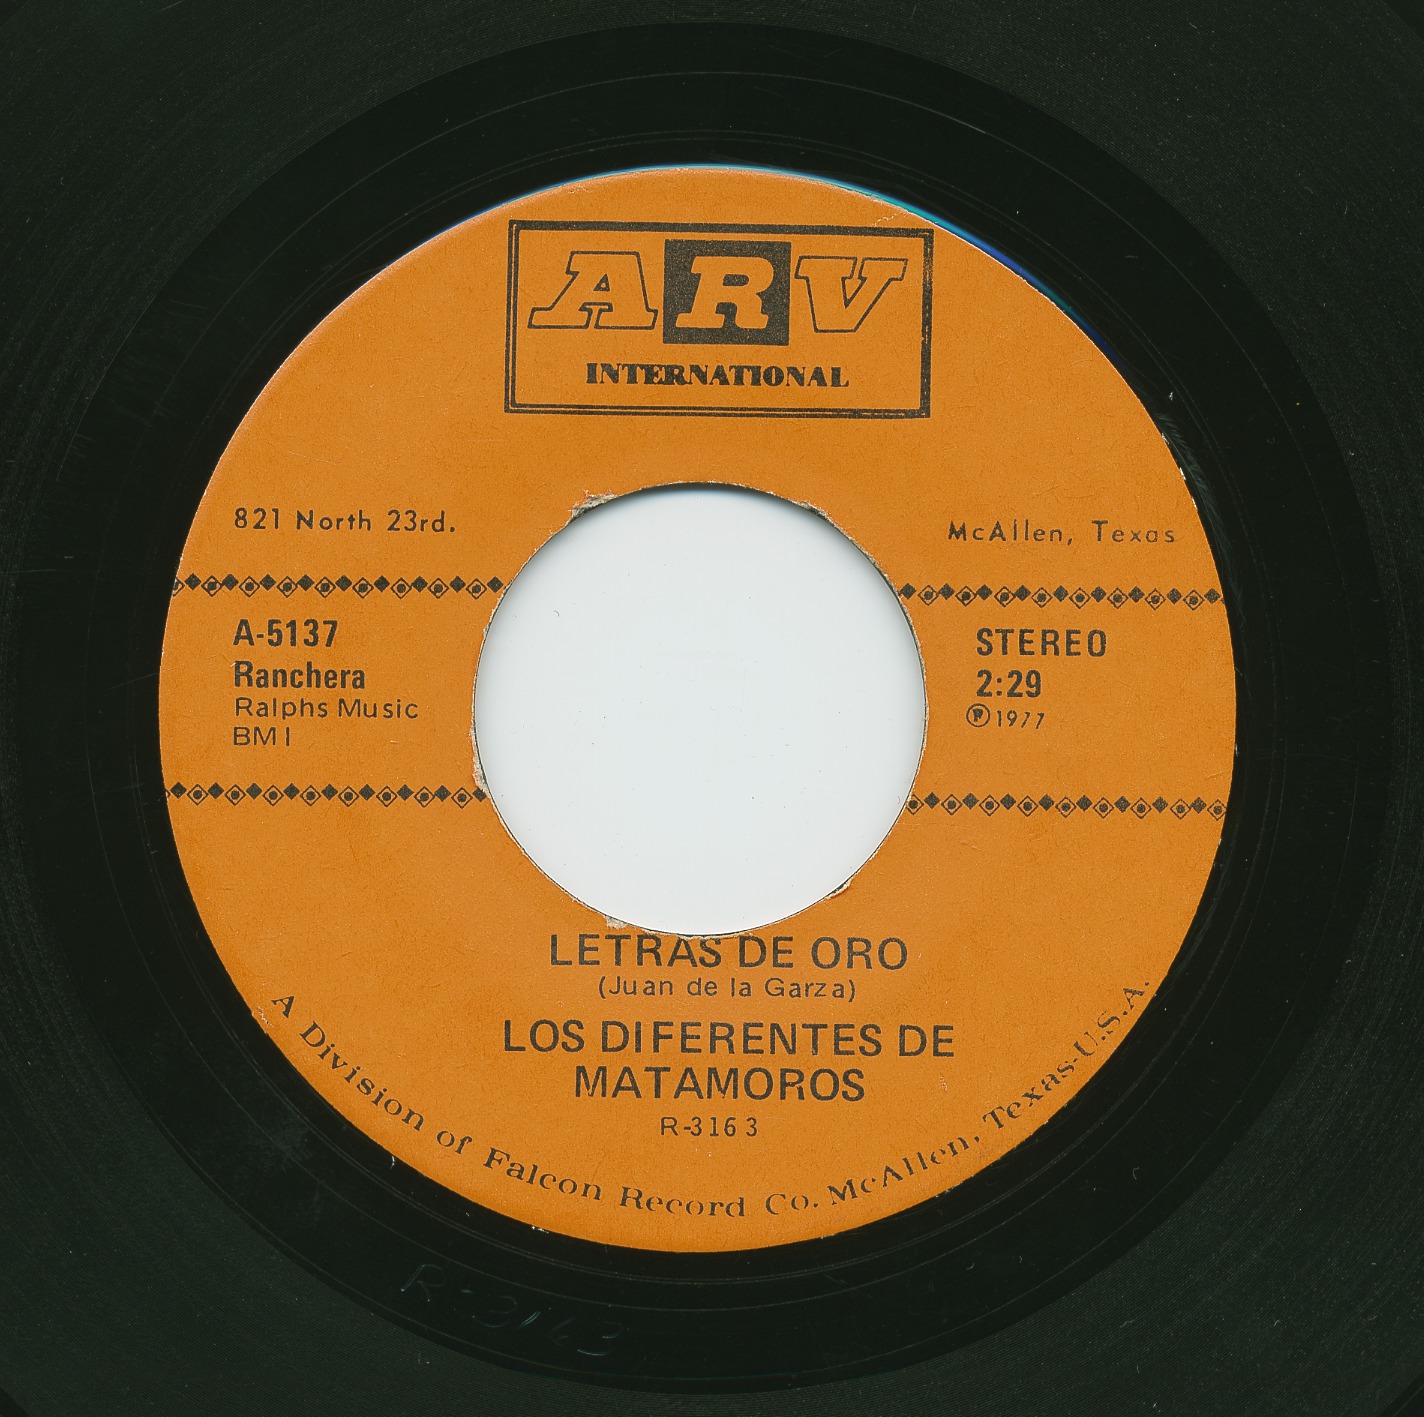 ARV
INTERNATIONAL
821 North 23rd.
McAllen, Texas
A-5137
Ranchera
Ralphs Music
BMI
STEREO
2:29
℗1977
LETRAS DE ORO
(Juan de la Garza)
LOS DIFERENTES DE
MATAMOROS
R-3163
A Division of Falcon Record Co. McAllen, Texas-U.S.A.
R-3163